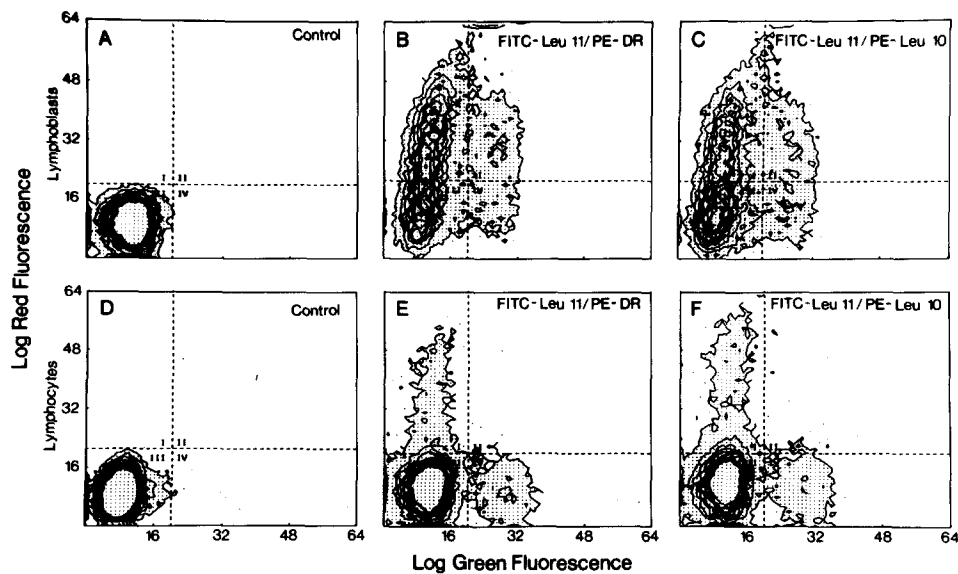 64
A
Control
B
FITC-Leu 11/PE-DR
C
FITC-Leu 11/PE-Leu 10
48
32
16
Lymphoblasts
I II
IV
Log Red Fluorescence
64
D
Control
E
FITC-Leu 11/PE-DR
F
FITC-Leu 11/PE-Leu 10
48
32
16
Lymphocytes
I II
III IV
16 32 48 64
16 32 48 64
16 32 48 64
Log Green Fluorescence